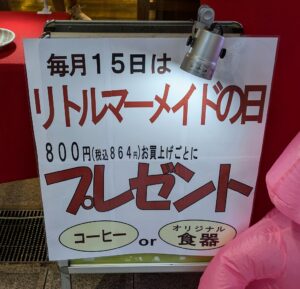 毎月15日は
リトルマーメイドの日
800円(税込864円)お買上げごとに
プレゼント
コーヒー or オリジナル食器